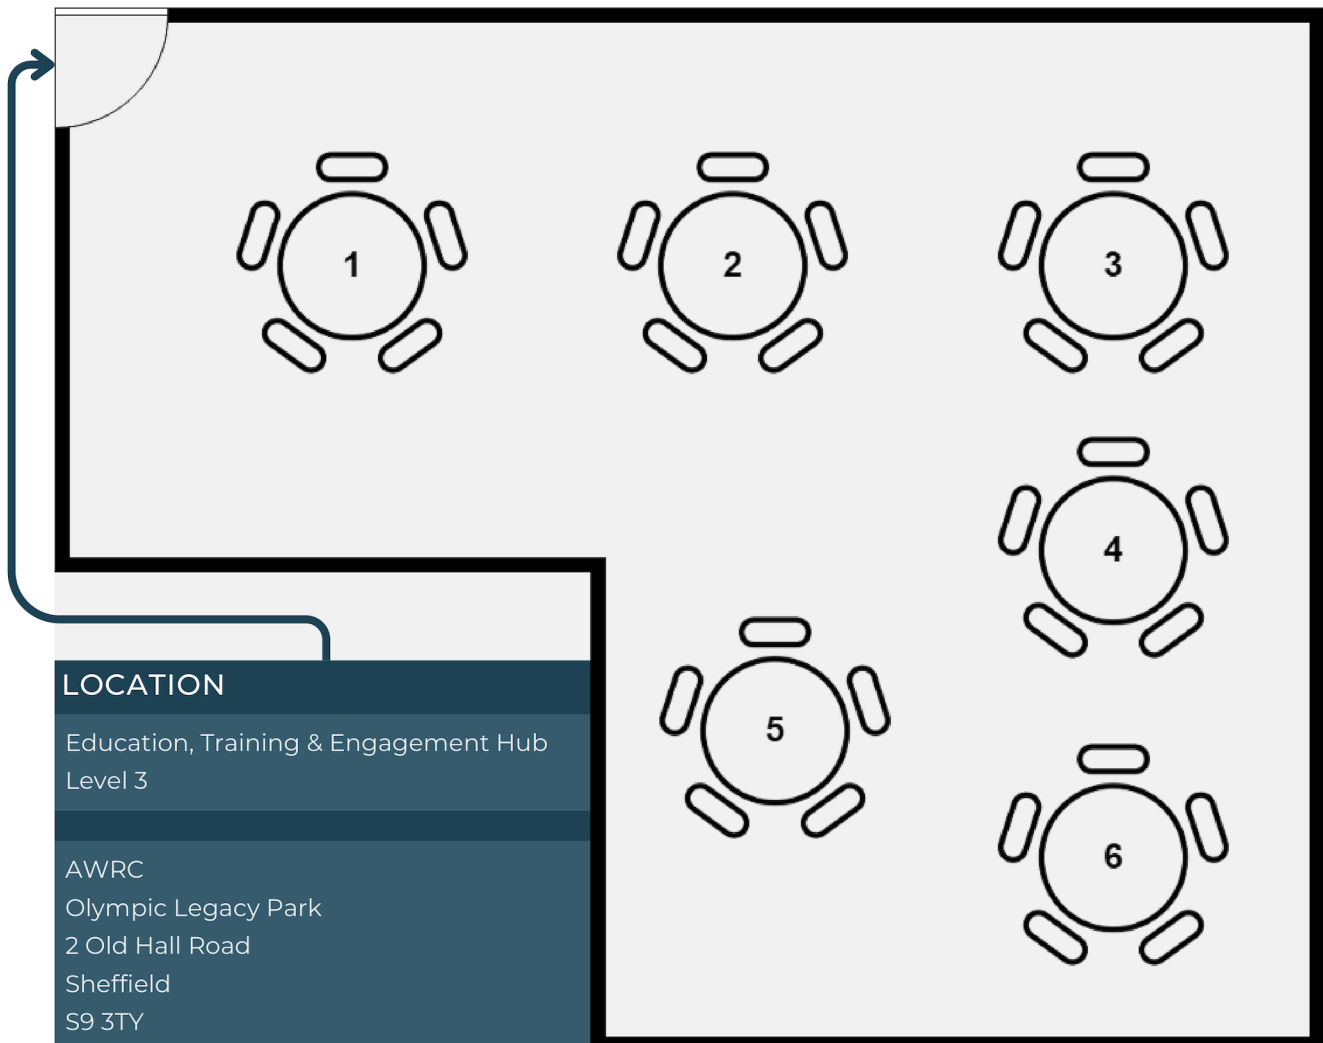 1
2
3
4
5
6
LOCATION
Education, Training & Engagement Hub
Level 3
AWRC
Olympic Legacy Park
2 Old Hall Road
Sheffield
S9 3TY